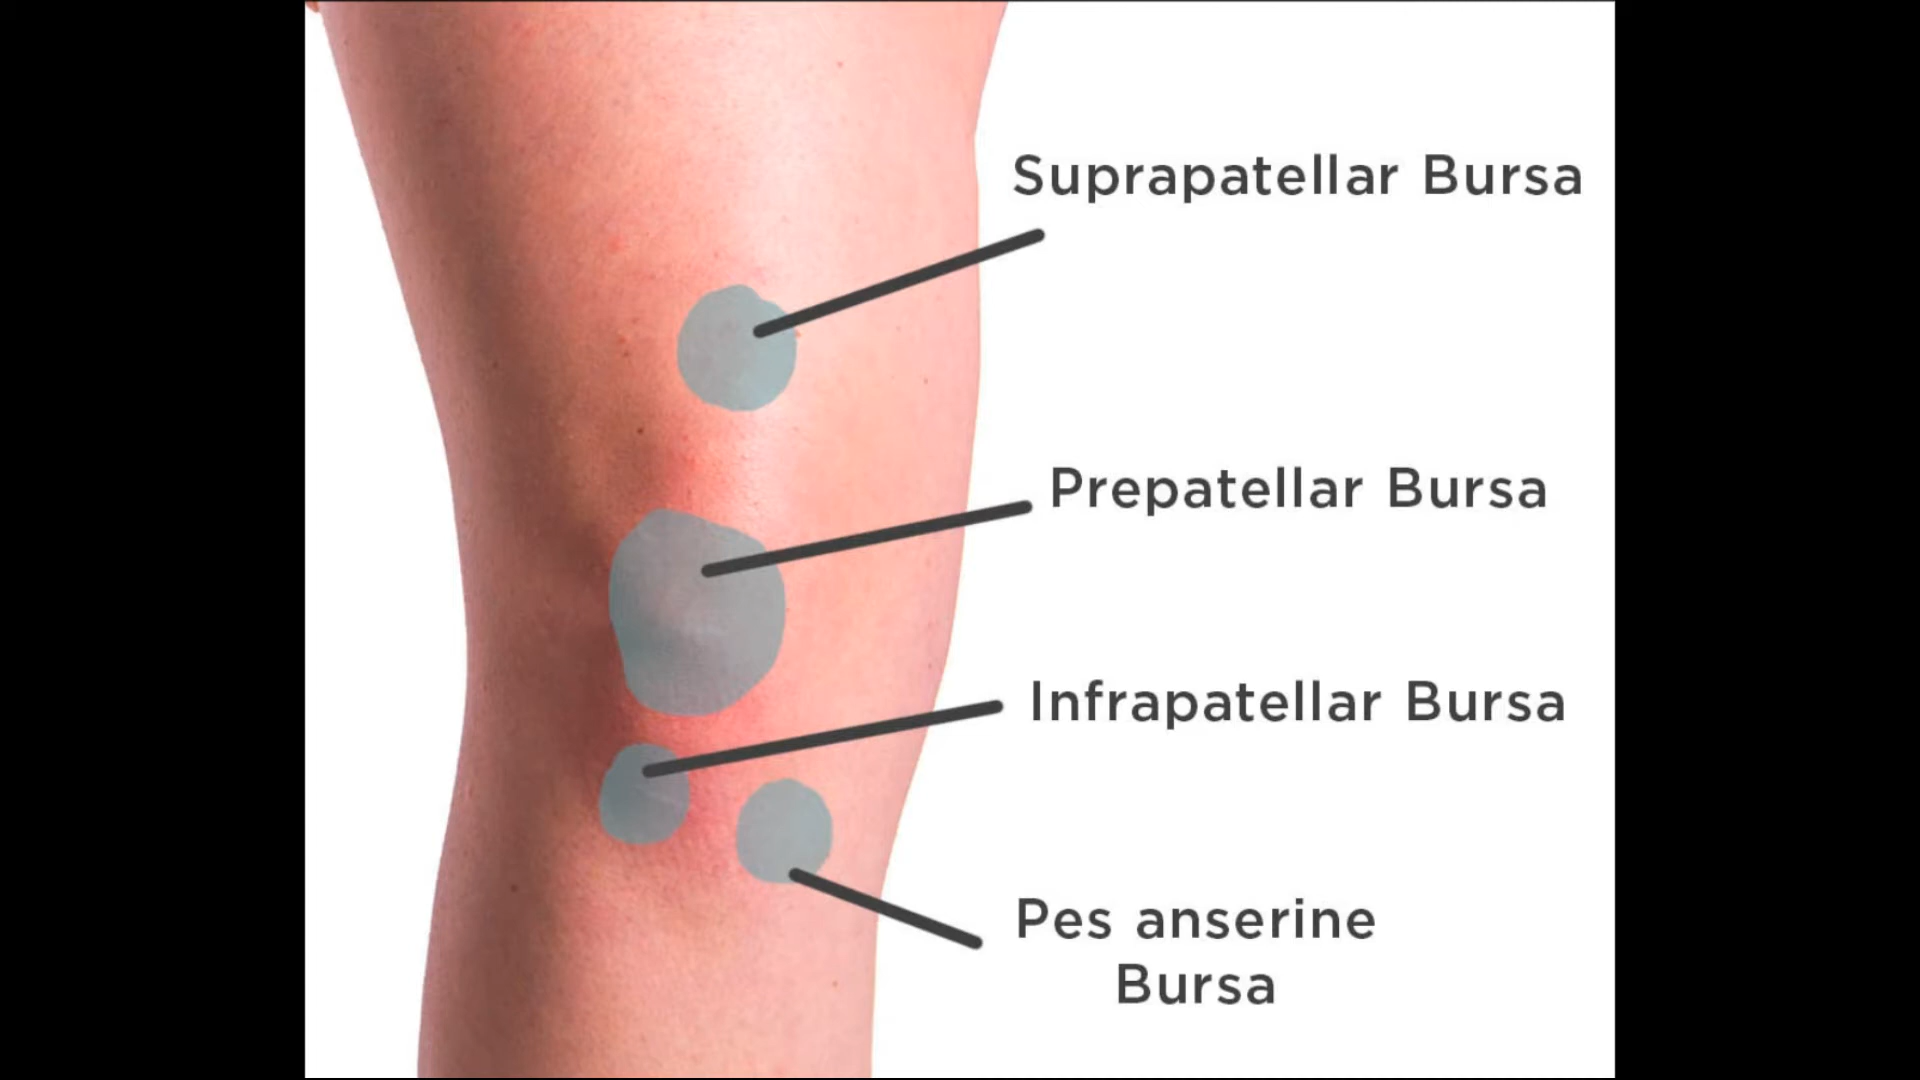 Suprapatellar Bursa
Prepatellar Bursa
Infrapatellar Bursa
Pes anserine
Bursa